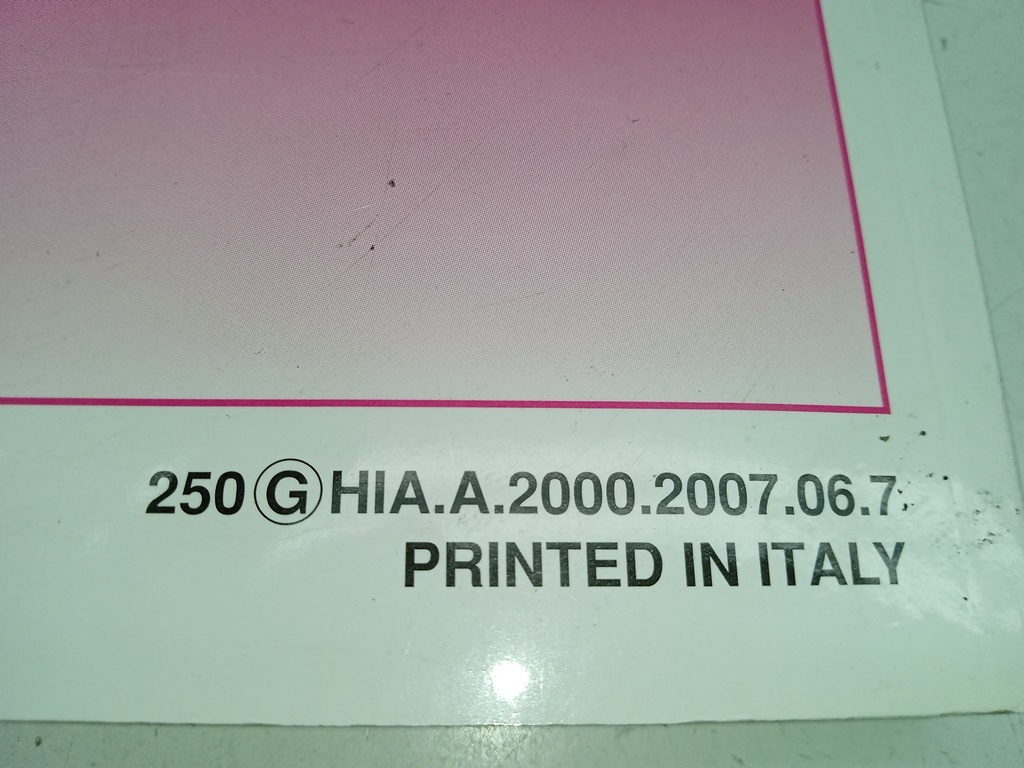 250 Ⓖ HIA.A.2000.2007.06.7
PRINTED IN ITALY